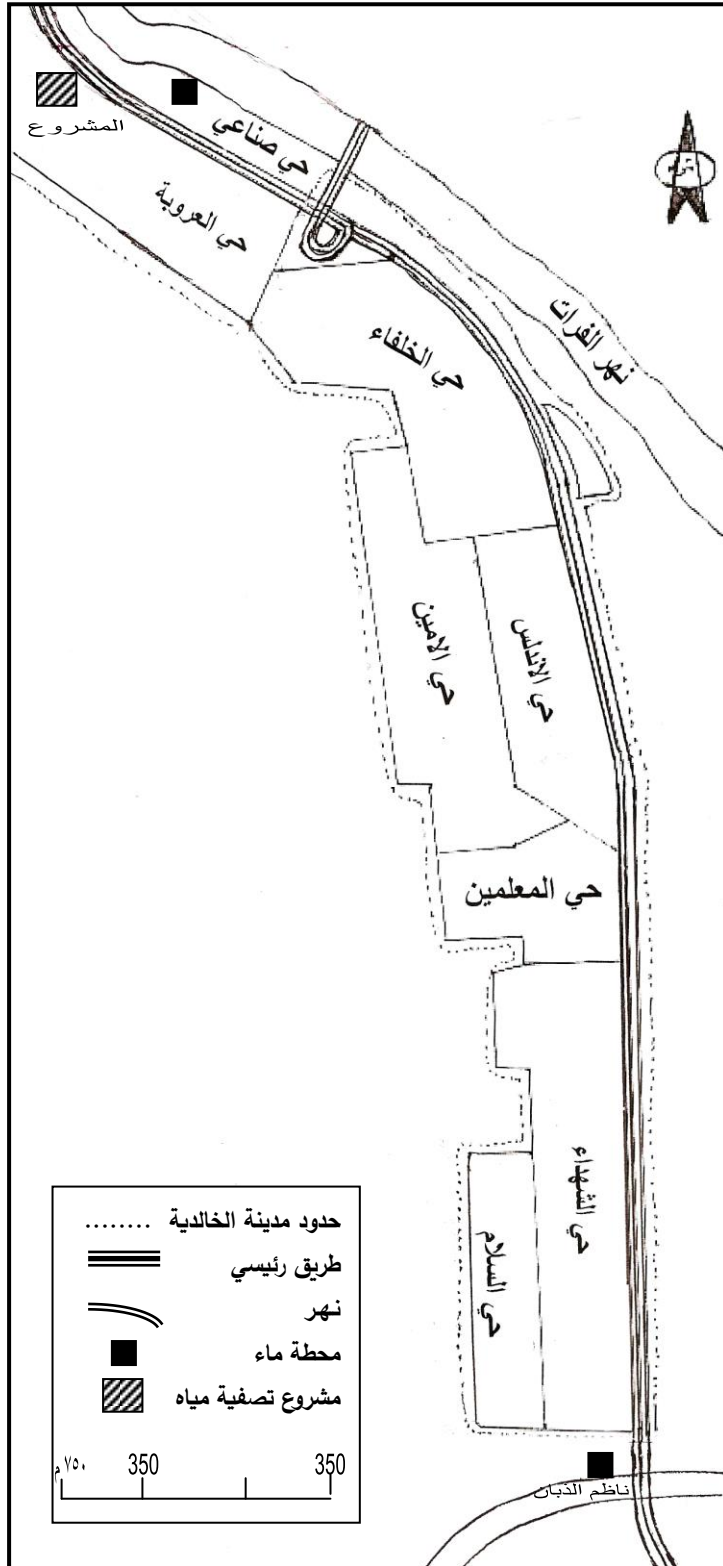 المشروع
حي صناعي
حي العروبة
نهر الفرات
حي الخلفاء
حي الامين
حي الاندلس
حي المعلمين
حي الشهداء
حي السلام
حدود مدينة الخالدية ........
طريق رئيسي
نهر
محطة ماء
مشروع تصفية مياه
٧٥٠ م 350 350
ناظم الذبان